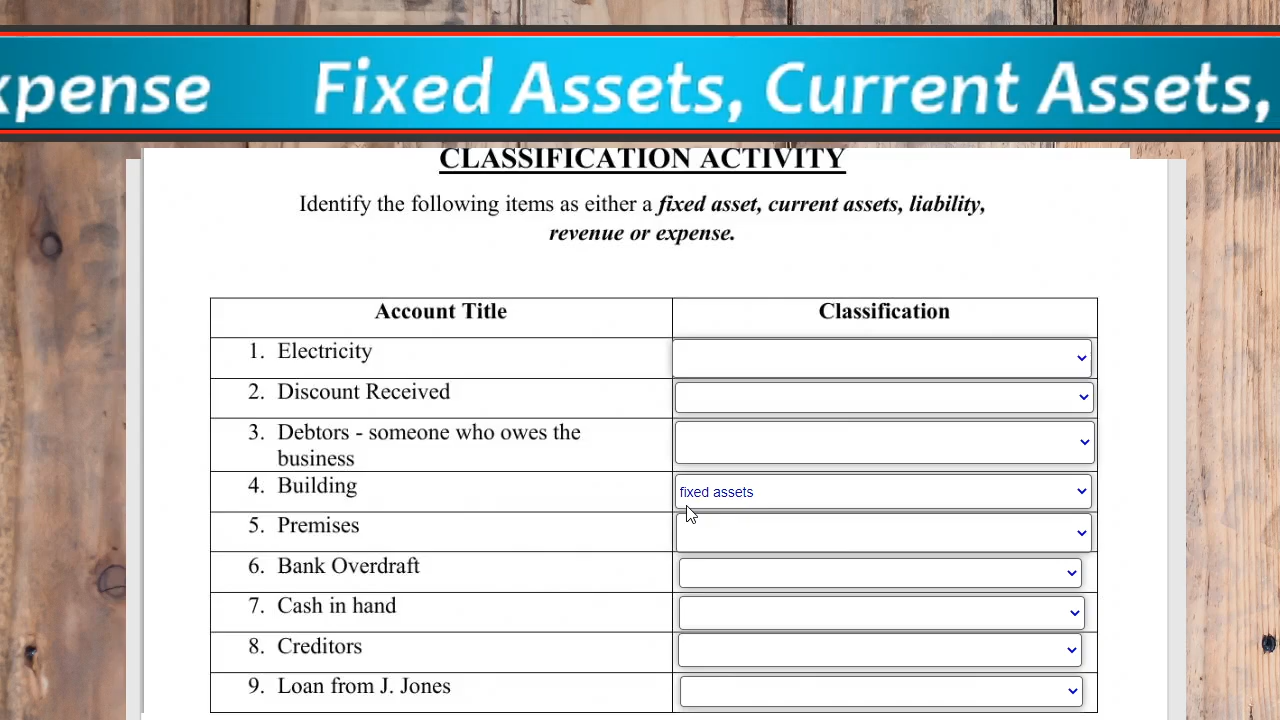 xpense Fixed Assets, Current Assets,
CLASSIFICATION ACTIVITY
Identify the following items as either a fixed asset, current assets, liability,
revenue or expense.
Account Title Classification
1. Electricity
2. Discount Received
3. Debtors - someone who owes the
business
4. Building fixed assets
5. Premises
6. Bank Overdraft
7. Cash in hand
8. Creditors
9. Loan from J. Jones